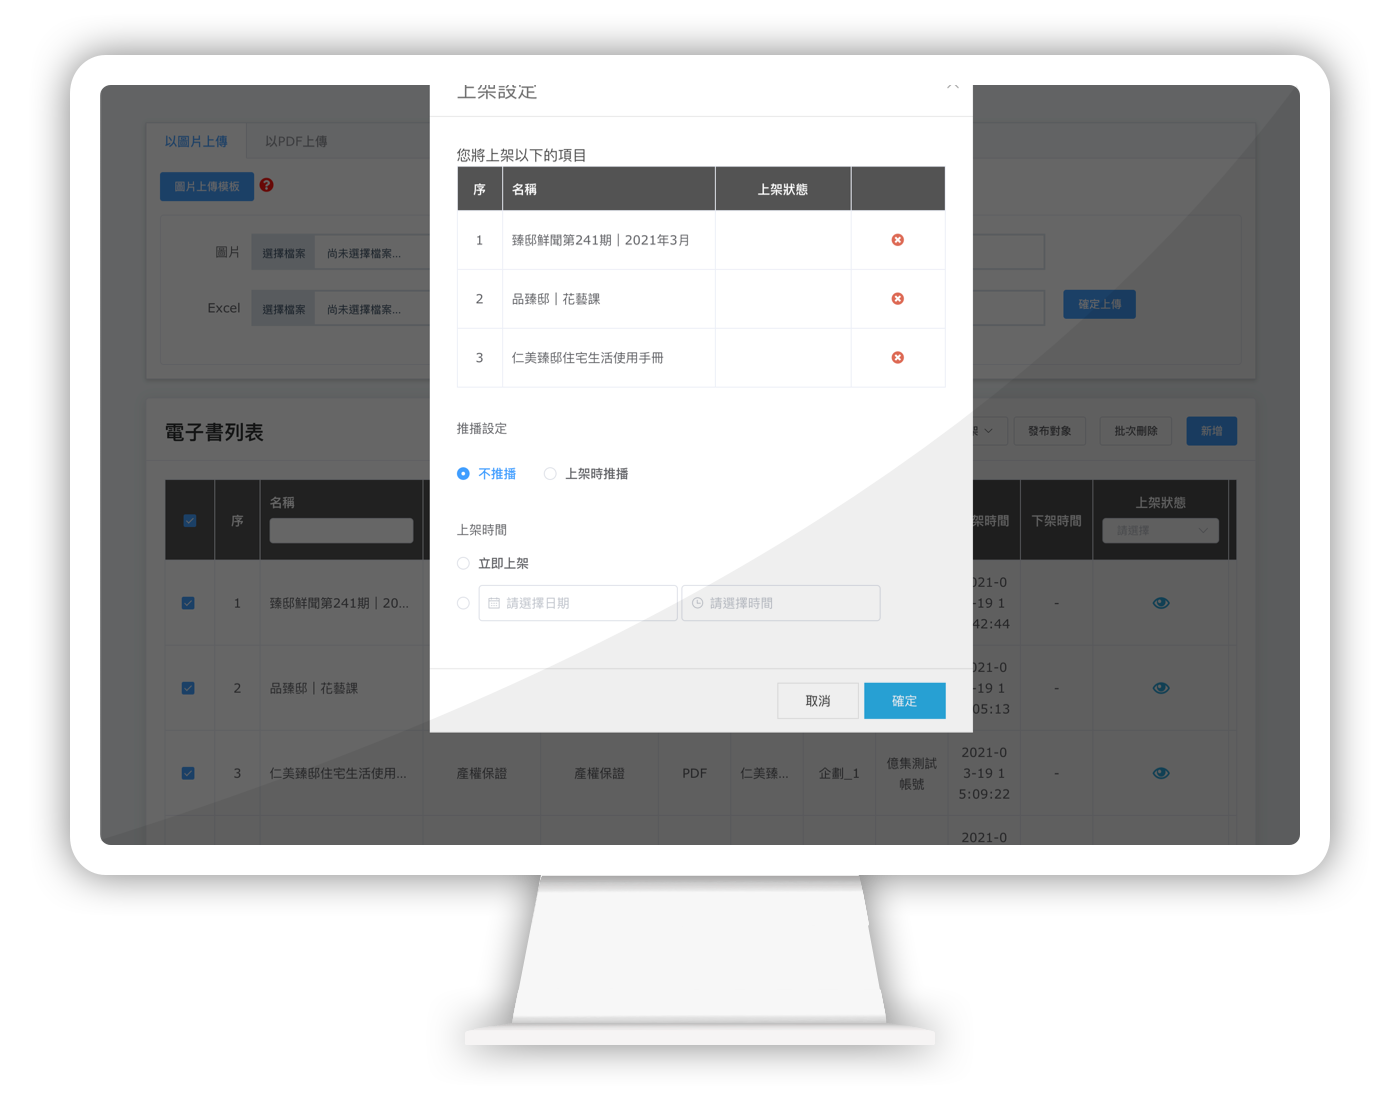 上架設定
以圖片上傳
以PDF上傳
圖片上傳模板
?
您將上架以下的項目
序 名稱 上架狀態
1 臻邸鮮聞第241期｜2021年3月
2 品臻邸｜花藝課
3 仁美臻邸住宅生活使用手冊
圖片 選擇檔案 尚未選擇檔案...
Excel 選擇檔案 尚未選擇檔案...
確定上傳
推播設定
不推播 上架時推播
上架時間
立即上架
請選擇日期 請選擇時間
取消 確定
電子書列表
發布對象 批次刪除 新增
序 名稱 架時間 下架時間 上架狀態
請選擇
1 臻邸鮮聞第241期｜20... -
021-0
-19 1
42:44
2 品臻邸｜花藝課 -
021-0
-19 1
05:13
3 仁美臻邸住宅生活使用... 產權保證 產權保證 PDF 仁美臻... 企劃_1 -
億集測試
帳號
2021-0
3-19 1
5:09:22
2021-0